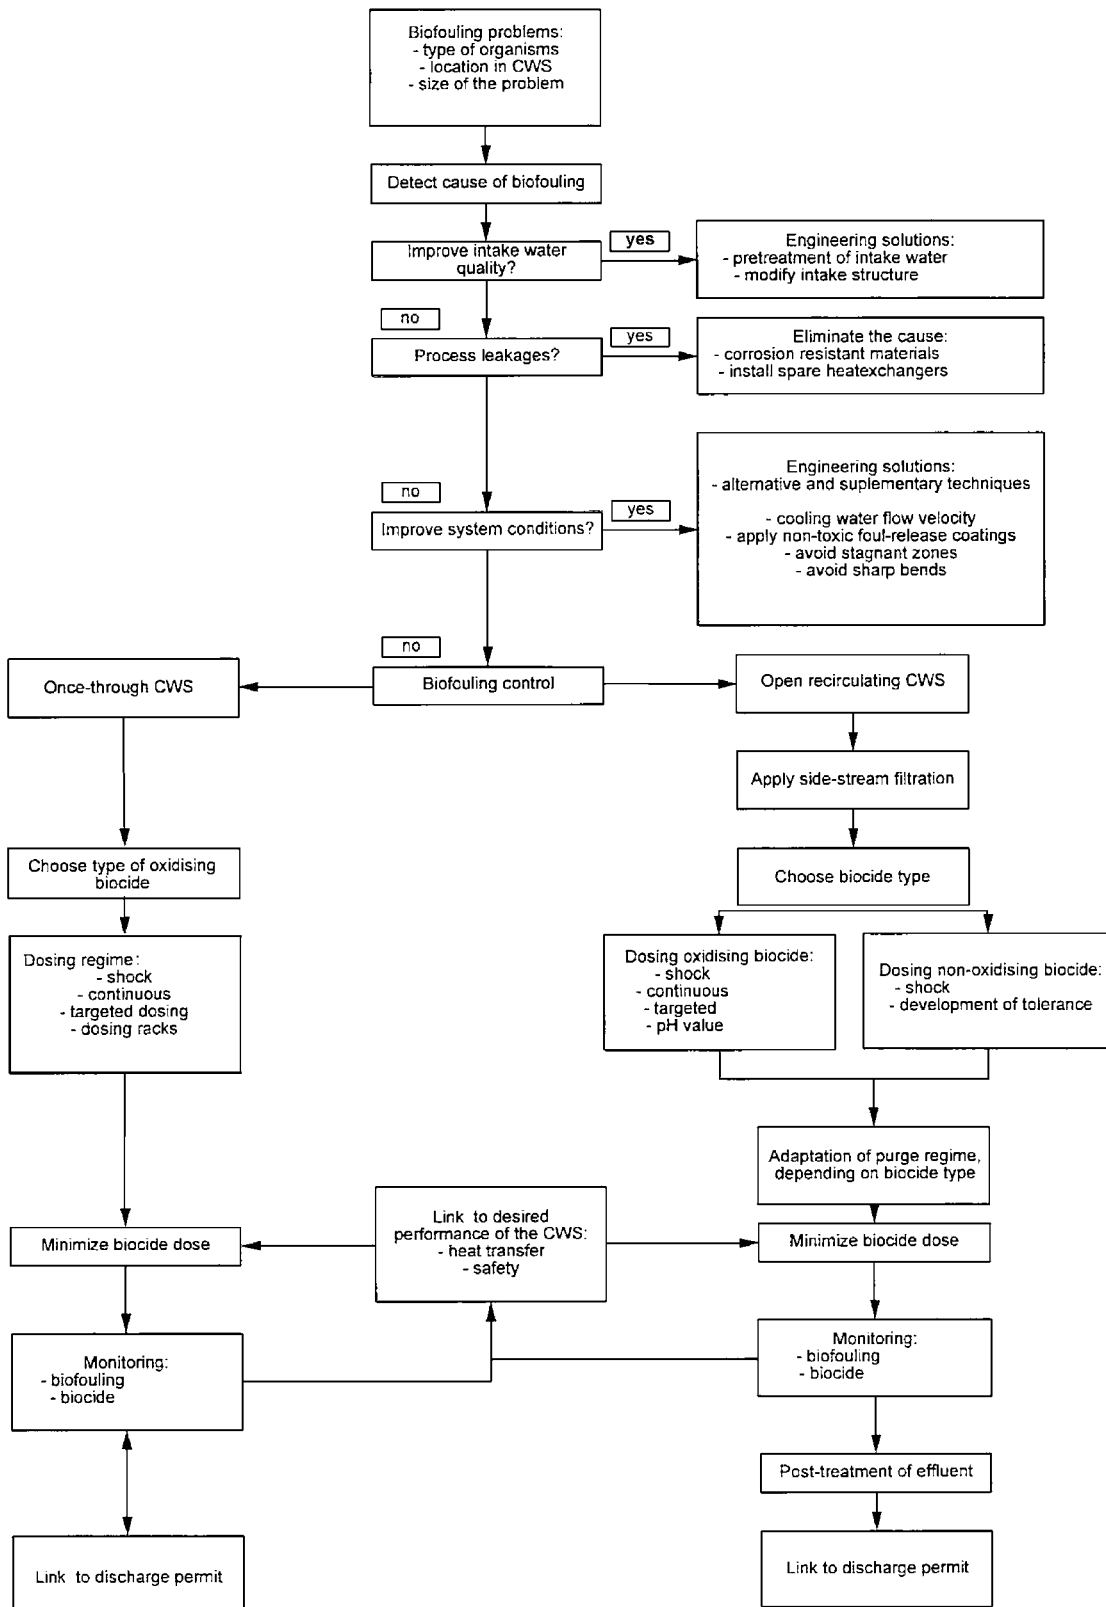 Biofouling problems:
- type of organisms
- location in CWS
- size of the problem
Detect cause of biofouling
Improve intake water
quality?
yes
Engineering solutions:
- pretreatment of intake water
- modify intake structure
no
Process leakages?
yes
Eliminate the cause:
- corrosion resistant materials
- install spare heatexchangers
no
Improve system conditions?
yes
Engineering solutions:
- alternative and suplementary techniques
- cooling water flow velocity
- apply non-toxic foul-release coatings
- avoid stagnant zones
- avoid sharp bends
no
Once-through CWS
Biofouling control
Open recirculating CWS
Apply side-stream filtration
Choose type of oxidising
biocide
Choose biocide type
Dosing regime:
- shock
- continuous
- targeted dosing
- dosing racks
Dosing oxidising biocide:
- shock
- continuous
- targeted
- pH value
Dosing non-oxidising biocide:
- shock
- development of tolerance
Adaptation of purge regime,
depending on biocide type
Minimize biocide dose
Link to desired
performance of the CWS:
- heat transfer
- safety
Minimize biocide dose
Monitoring:
- biofouling
- biocide
Monitoring:
- biofouling
- biocide
Post-treatment of effluent
Link to discharge permit
Link to discharge permit